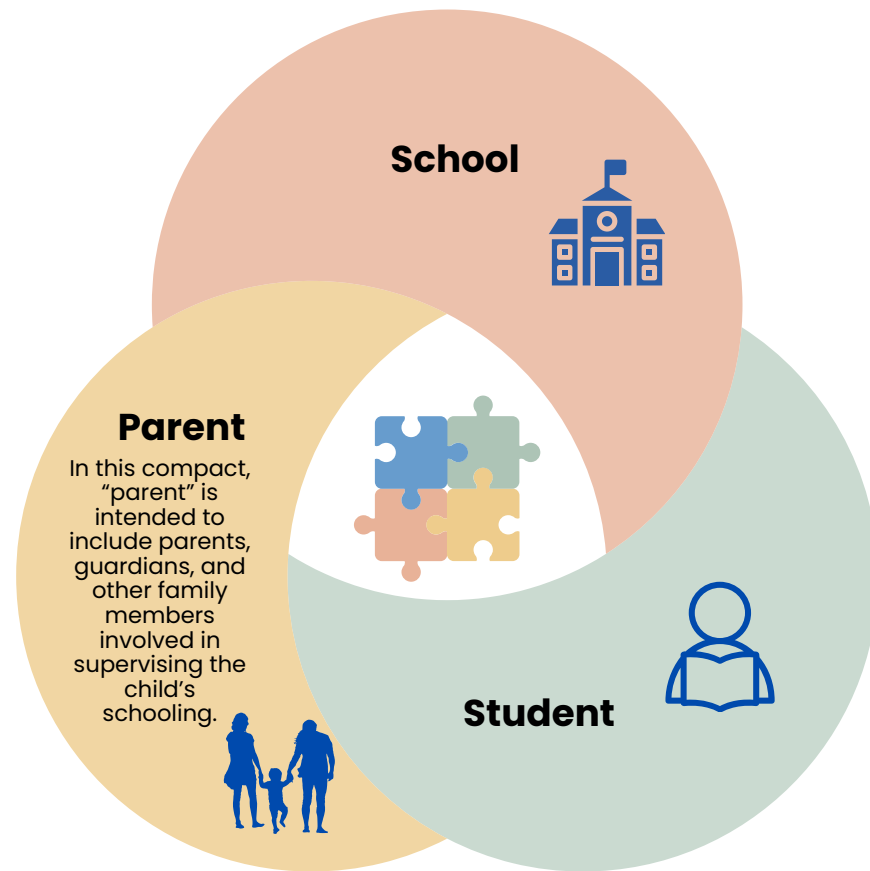 School
Parent
In this compact,
“parent” is
intended to
include parents,
guardians, and
other family
members
involved in
supervising the
child’s
schooling.
Student